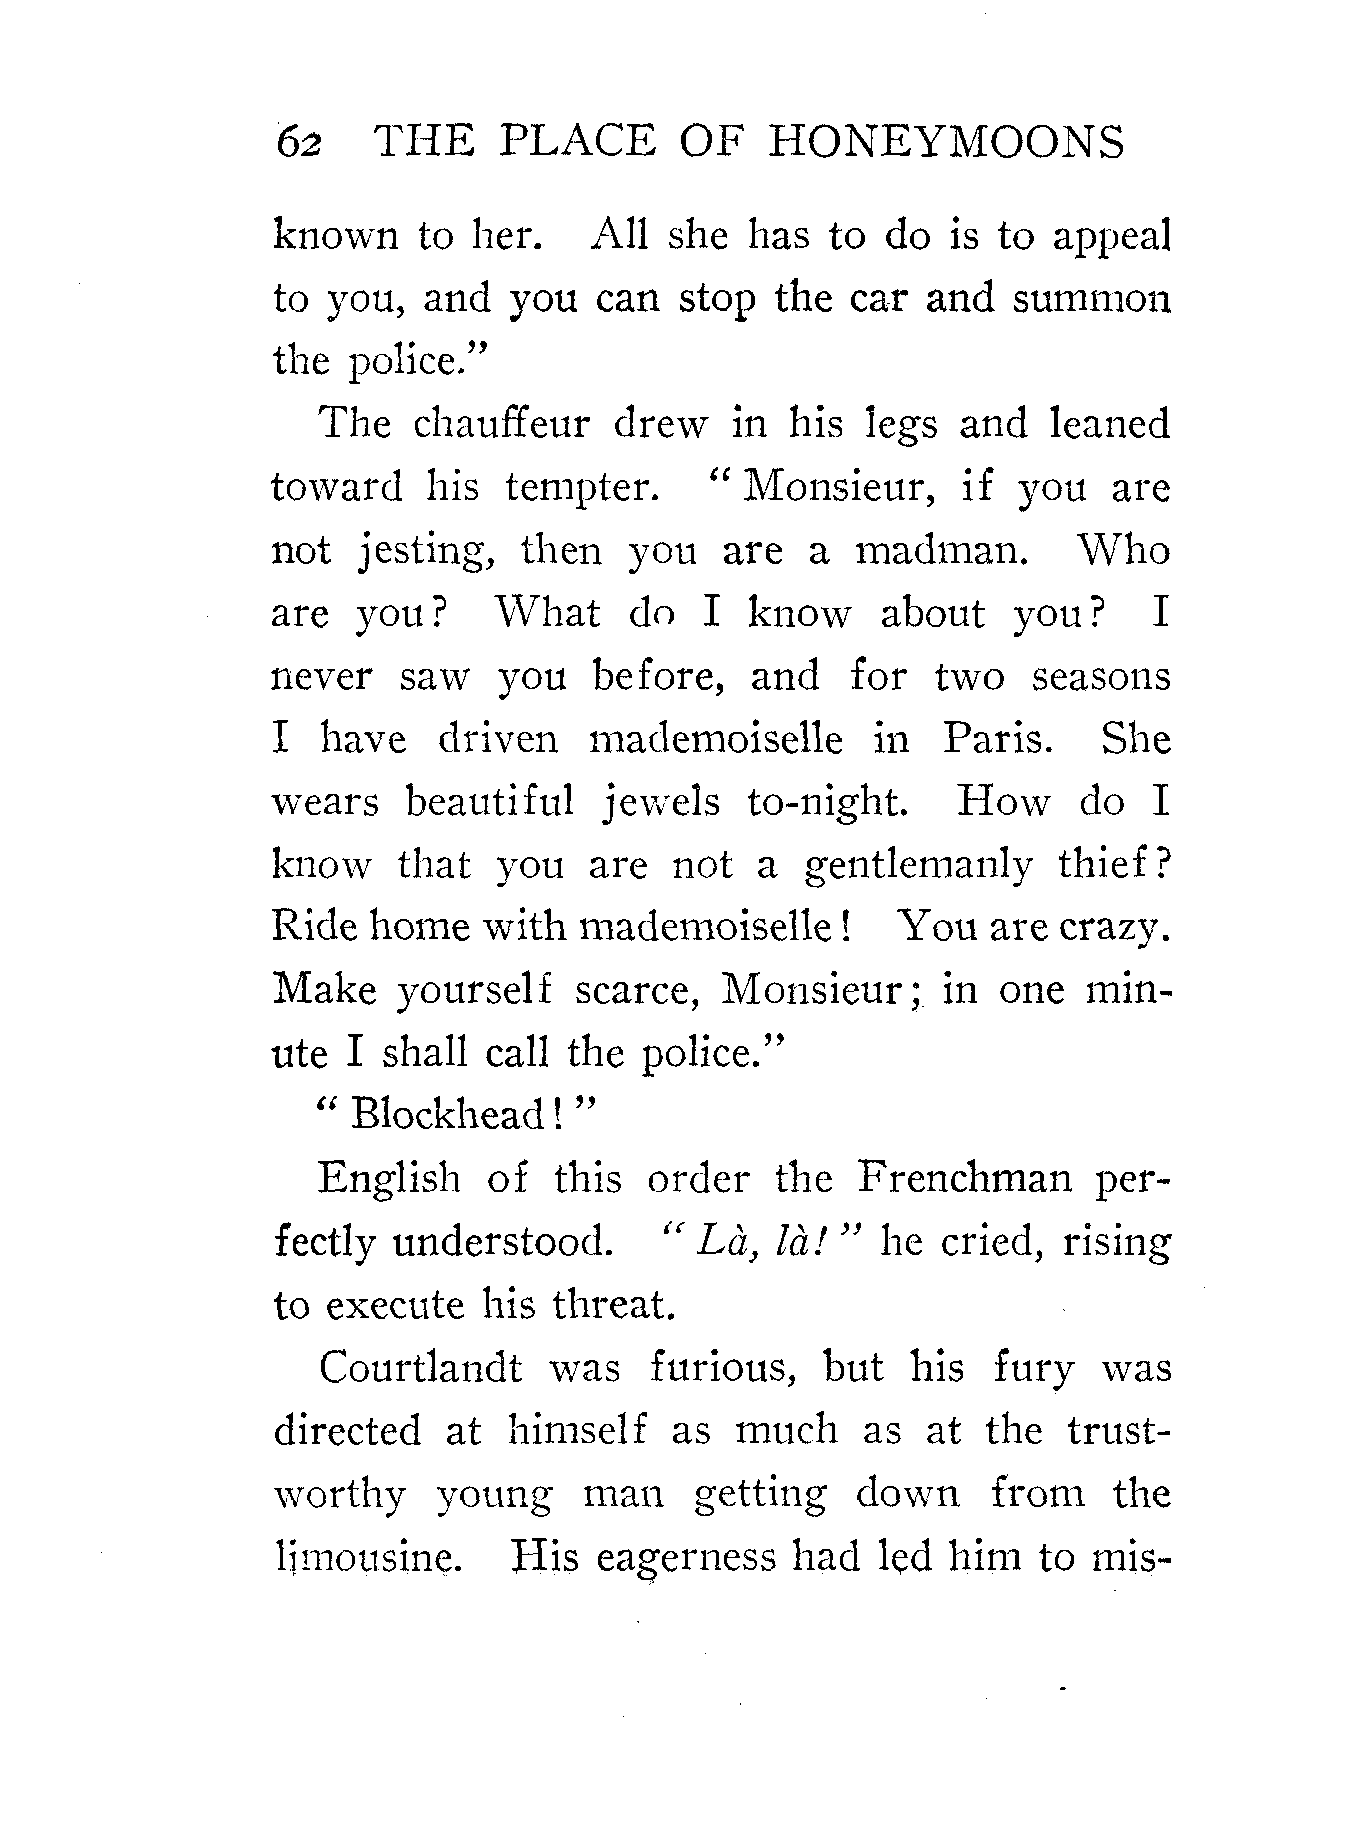 62 THE PLACE OF HONEYMOONS
known to her. All she has to do is to appeal
to you, and you can stop the car and summon
the police."
The chauffeur drew in his legs and leaned
toward his tempter. "Monsieur, if you are
not jesting, then you are a madman. Who
are you? What do I know about you? I
never saw you before, and for two seasons
I have driven mademoiselle in Paris. She
wears beautiful jewels to-night. How do I
know that you are not a gentlemanly thief?
Ride home with mademoiselle! You are crazy.
Make yourself scarce, Monsieur; in one min-
ute I shall call the police."
"Blockhead!"
English of this order the Frenchman per-
fectly understood. "Là, là!" he cried, rising
to execute his threat.
Courtlandt was furious, but his fury was
directed at himself as much as at the trust-
worthy young man getting down from the
limousine. His eagerness had led him to mis-